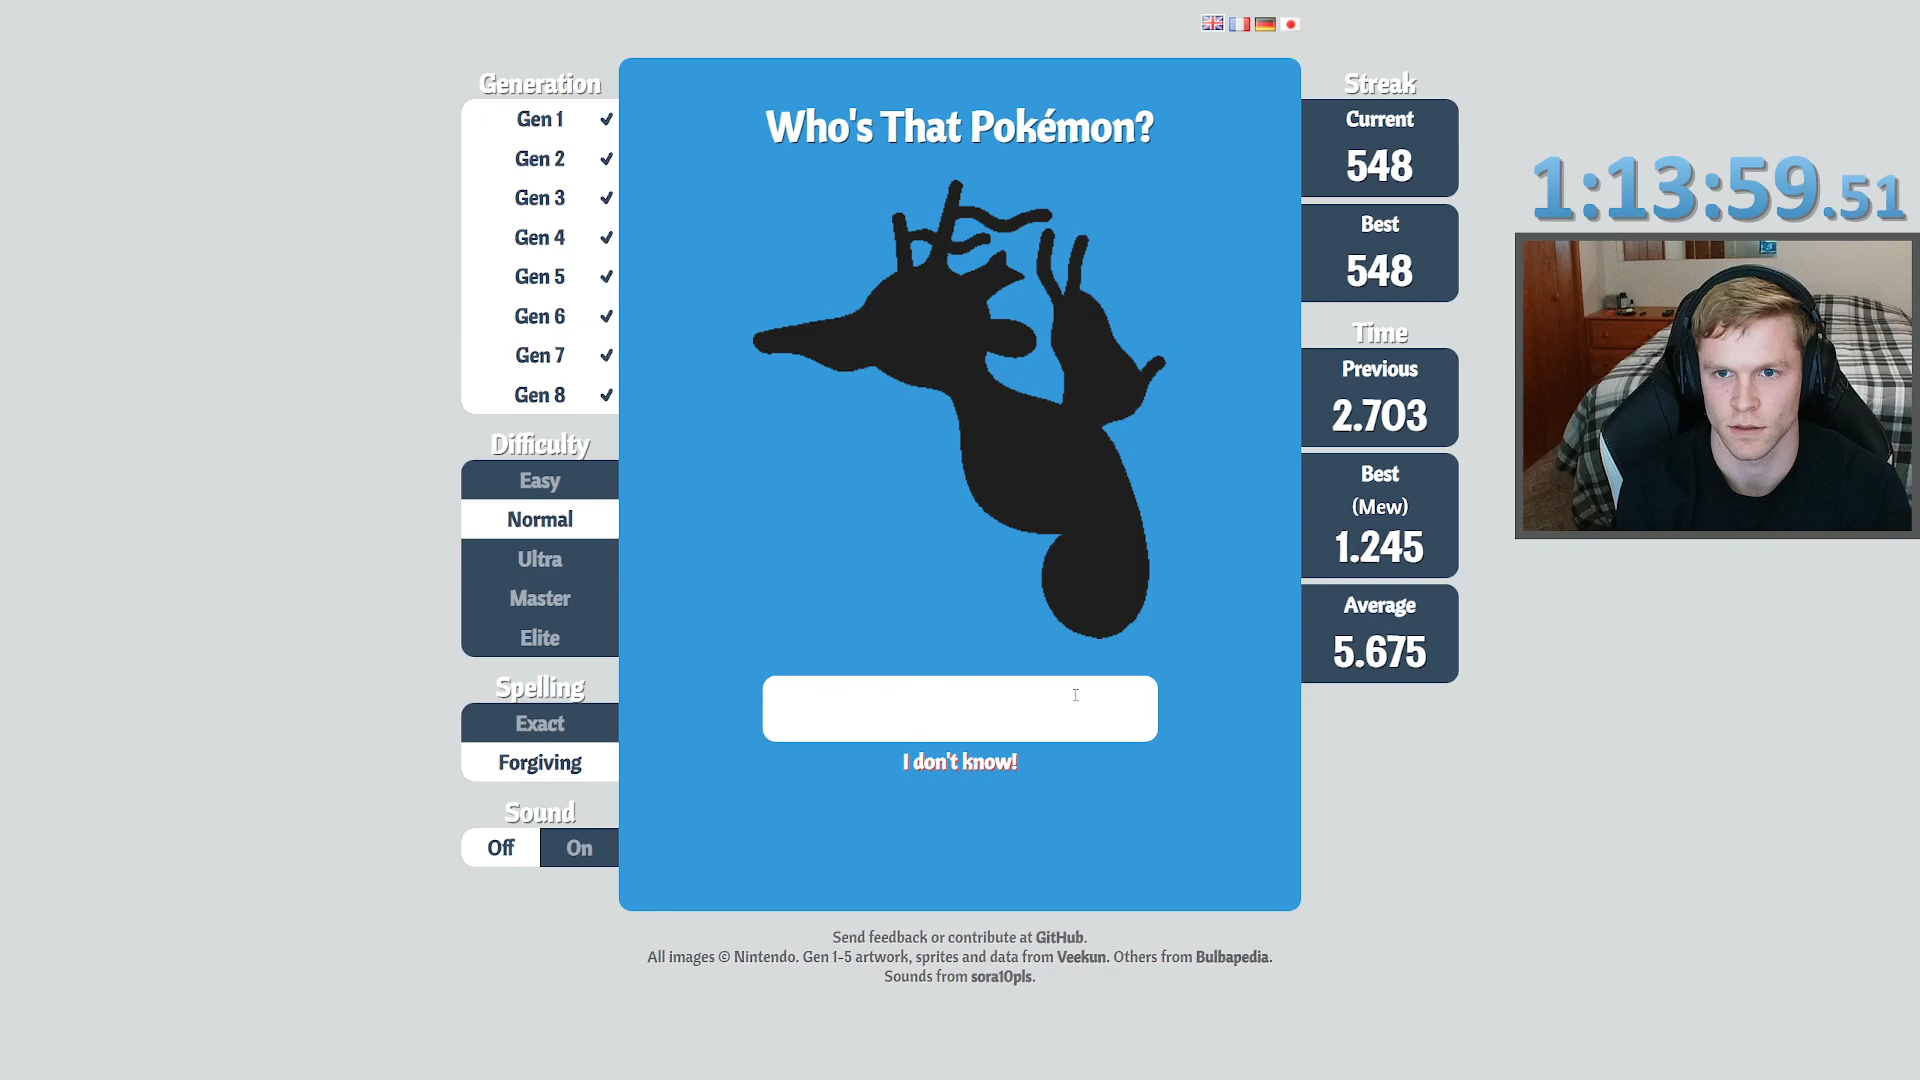 Generation
Gen 1
Gen 2
Gen 3
Gen 4
Gen 5
Gen 6
Gen 7
Gen 8
Difficulty
Easy
Normal
Ultra
Master
Elite
Spelling
Exact
Forgiving
Sound
Off On
Who's That Pokémon?
I don't know!
Streak
Current
548
Best
548
Time
Previous
2.703
Best
(Mew)
1.245
Average
5.675
1:13:59.51
Send feedback or contribute at GitHub.
All images © Nintendo. Gen 1-5 artwork, sprites and data from Veekun. Others from Bulbapedia.
Sounds from sora10pls.